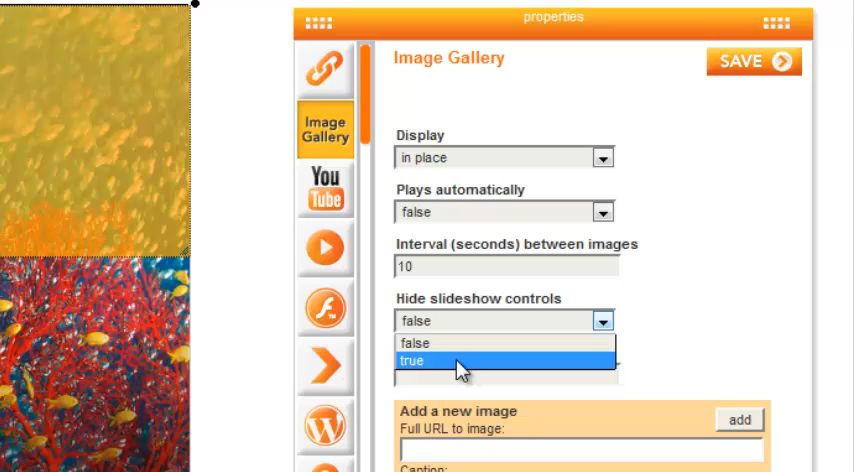 properties
Image Gallery
SAVE
Image
Gallery
Display
in place
You
Tube
Plays automatically
false
Interval (seconds) between images
10
Hide slideshow controls
false
false
true
Add a new image
add
Full URL to image:
Caption: